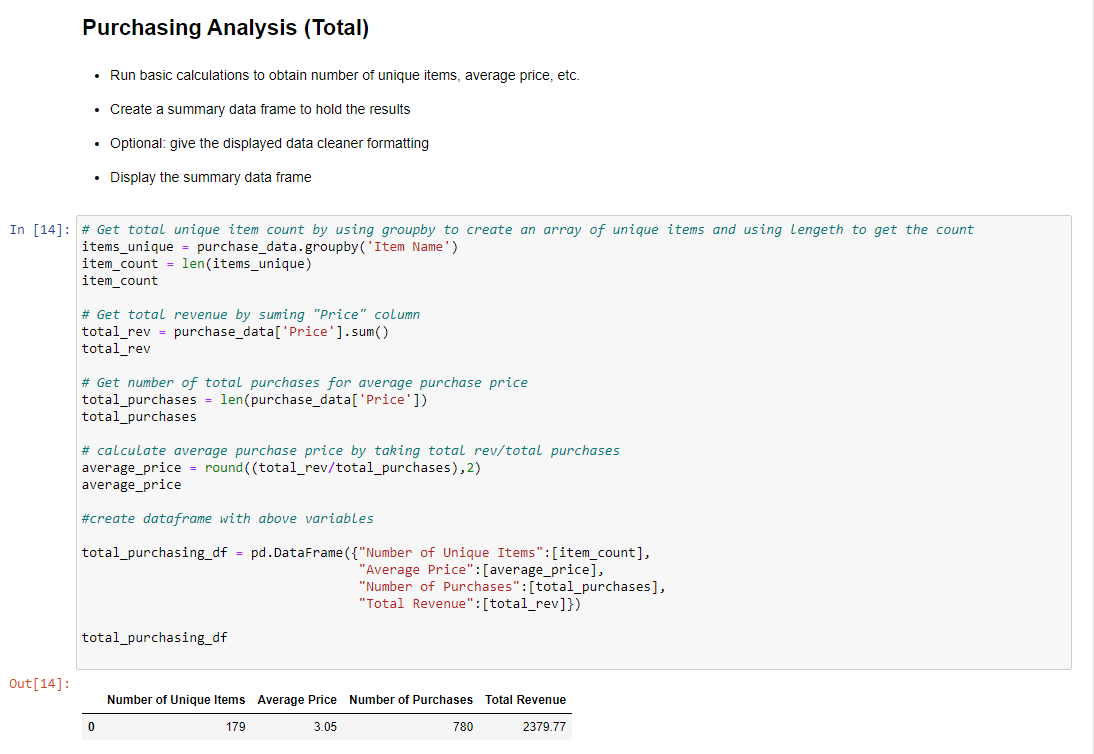 Purchasing Analysis (Total)
• Run basic calculations to obtain number of unique items, average price, etc.
• Create a summary data frame to hold the results
• Optional: give the displayed data cleaner formatting
• Display the summary data frame
In [14]: # Get total unique item count by using groupby to create an array of unique items and using lengeth to get the count
items_unique = purchase_data.groupby('Item Name')
item_count = len(items_unique)
item_count
# Get total revenue by suming "Price" column
total_rev = purchase_data['Price'].sum()
total_rev
# Get number of total purchases for average purchase price
total_purchases = len(purchase_data['Price'])
total_purchases
# calculate average purchase price by taking total rev/total purchases
average_price = round((total_rev/total_purchases),2)
average_price
#create dataframe with above variables
total_purchasing_df = pd.DataFrame({"Number of Unique Items":[item_count],
"Average Price":[average_price],
"Number of Purchases":[total_purchases],
"Total Revenue":[total_rev]})
total_purchasing_df
Out[14]:
Number of Unique Items Average Price Number of Purchases Total Revenue
0 179 3.05 780 2379.77